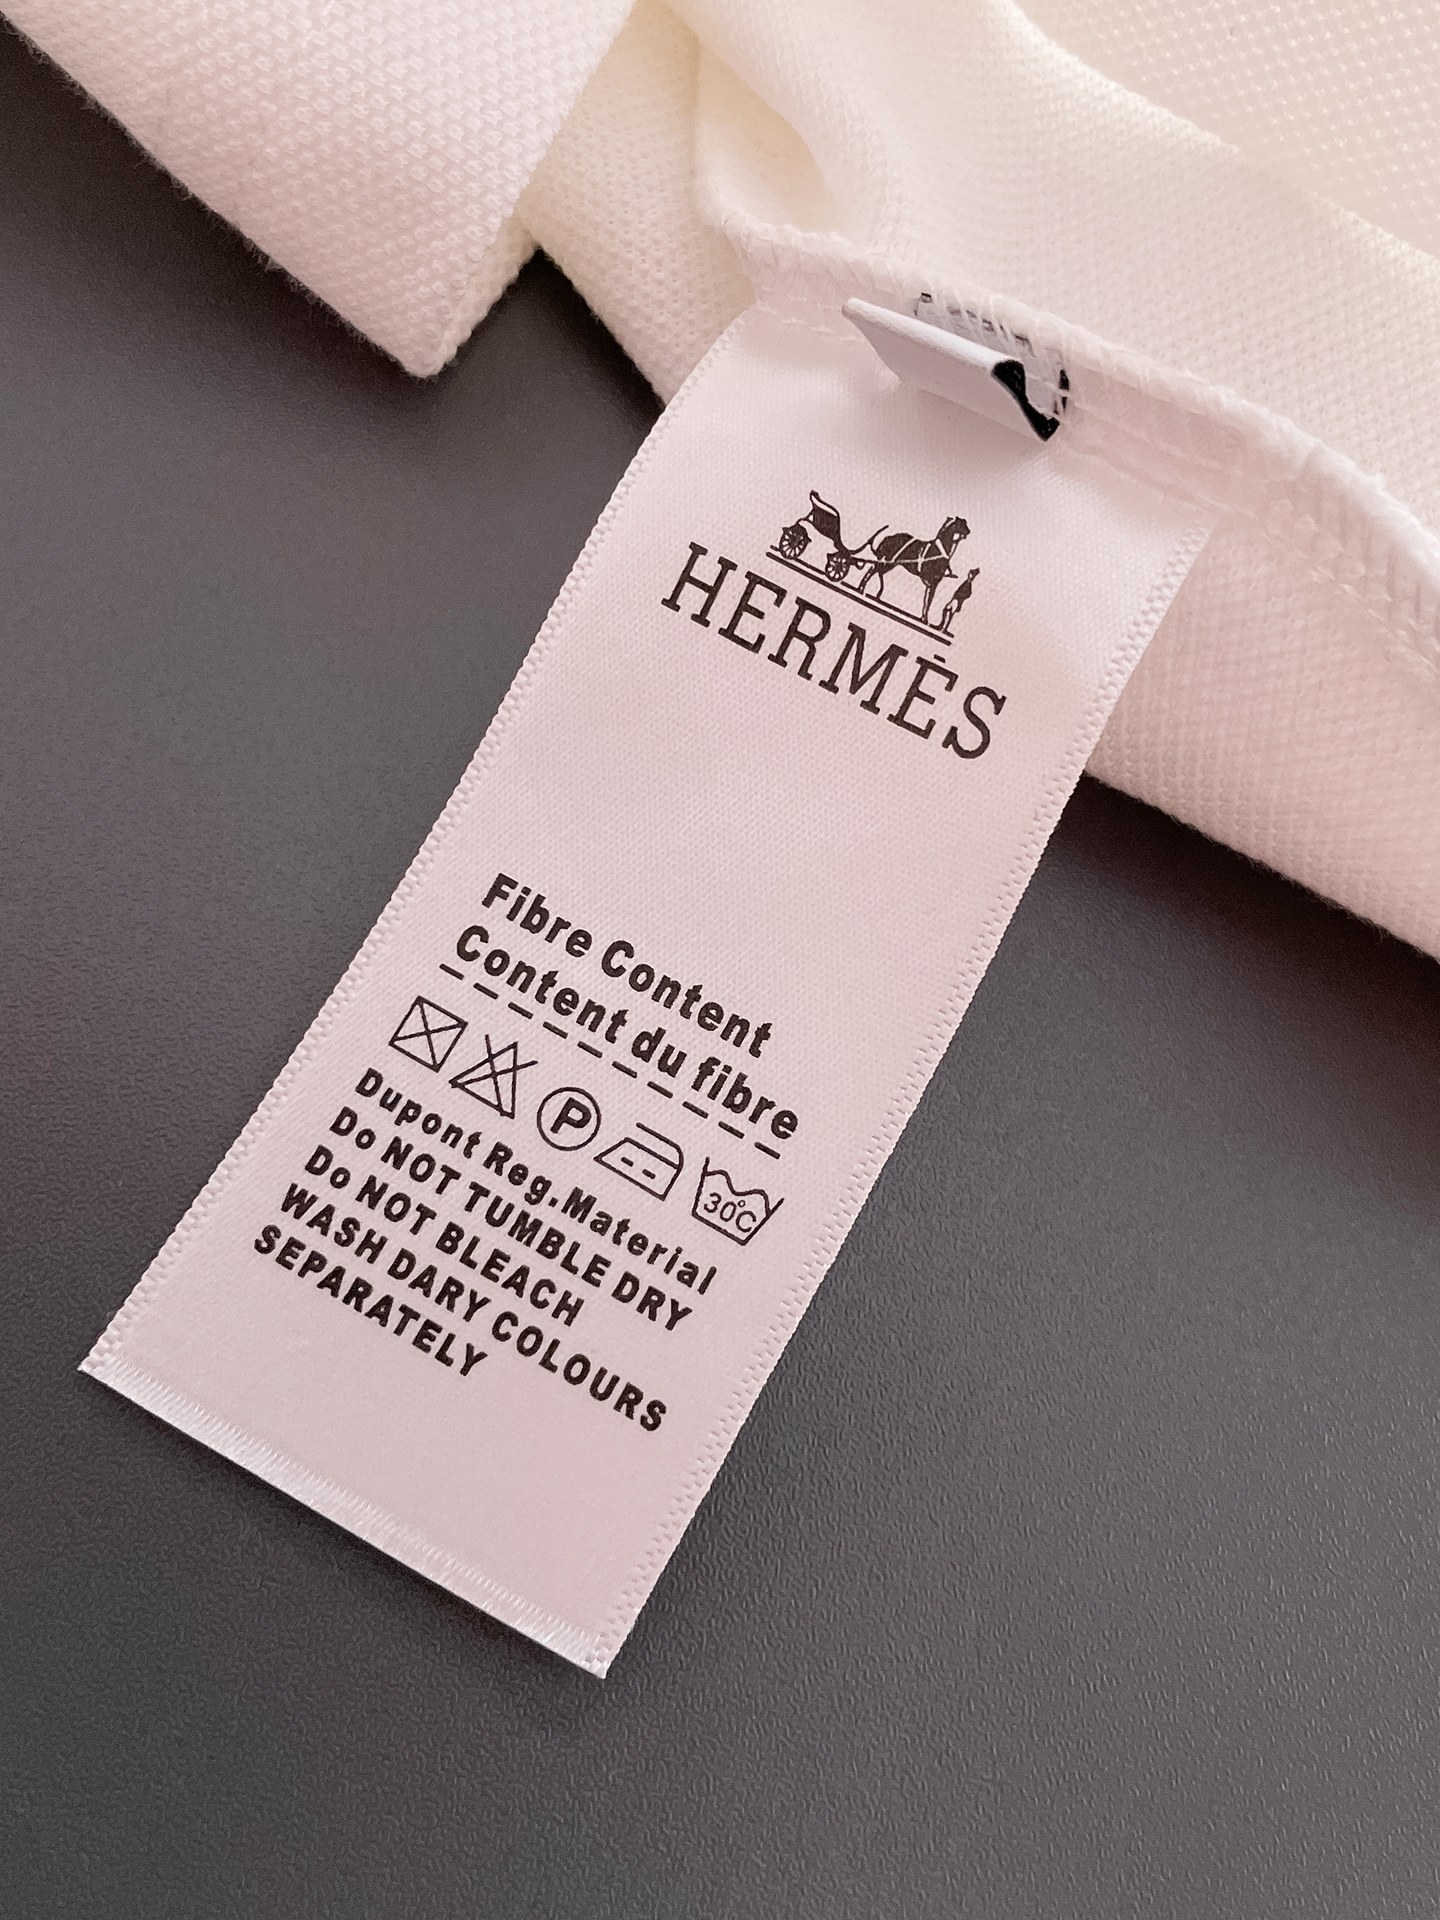 HERMÈS
Fibre Content
Content du fibre
P
30℃
Dupont Reg.Material
Do NOT TUMBLE DRY
Do NOT BLEACH
WASH DARY COLOURS
SEPARATELY